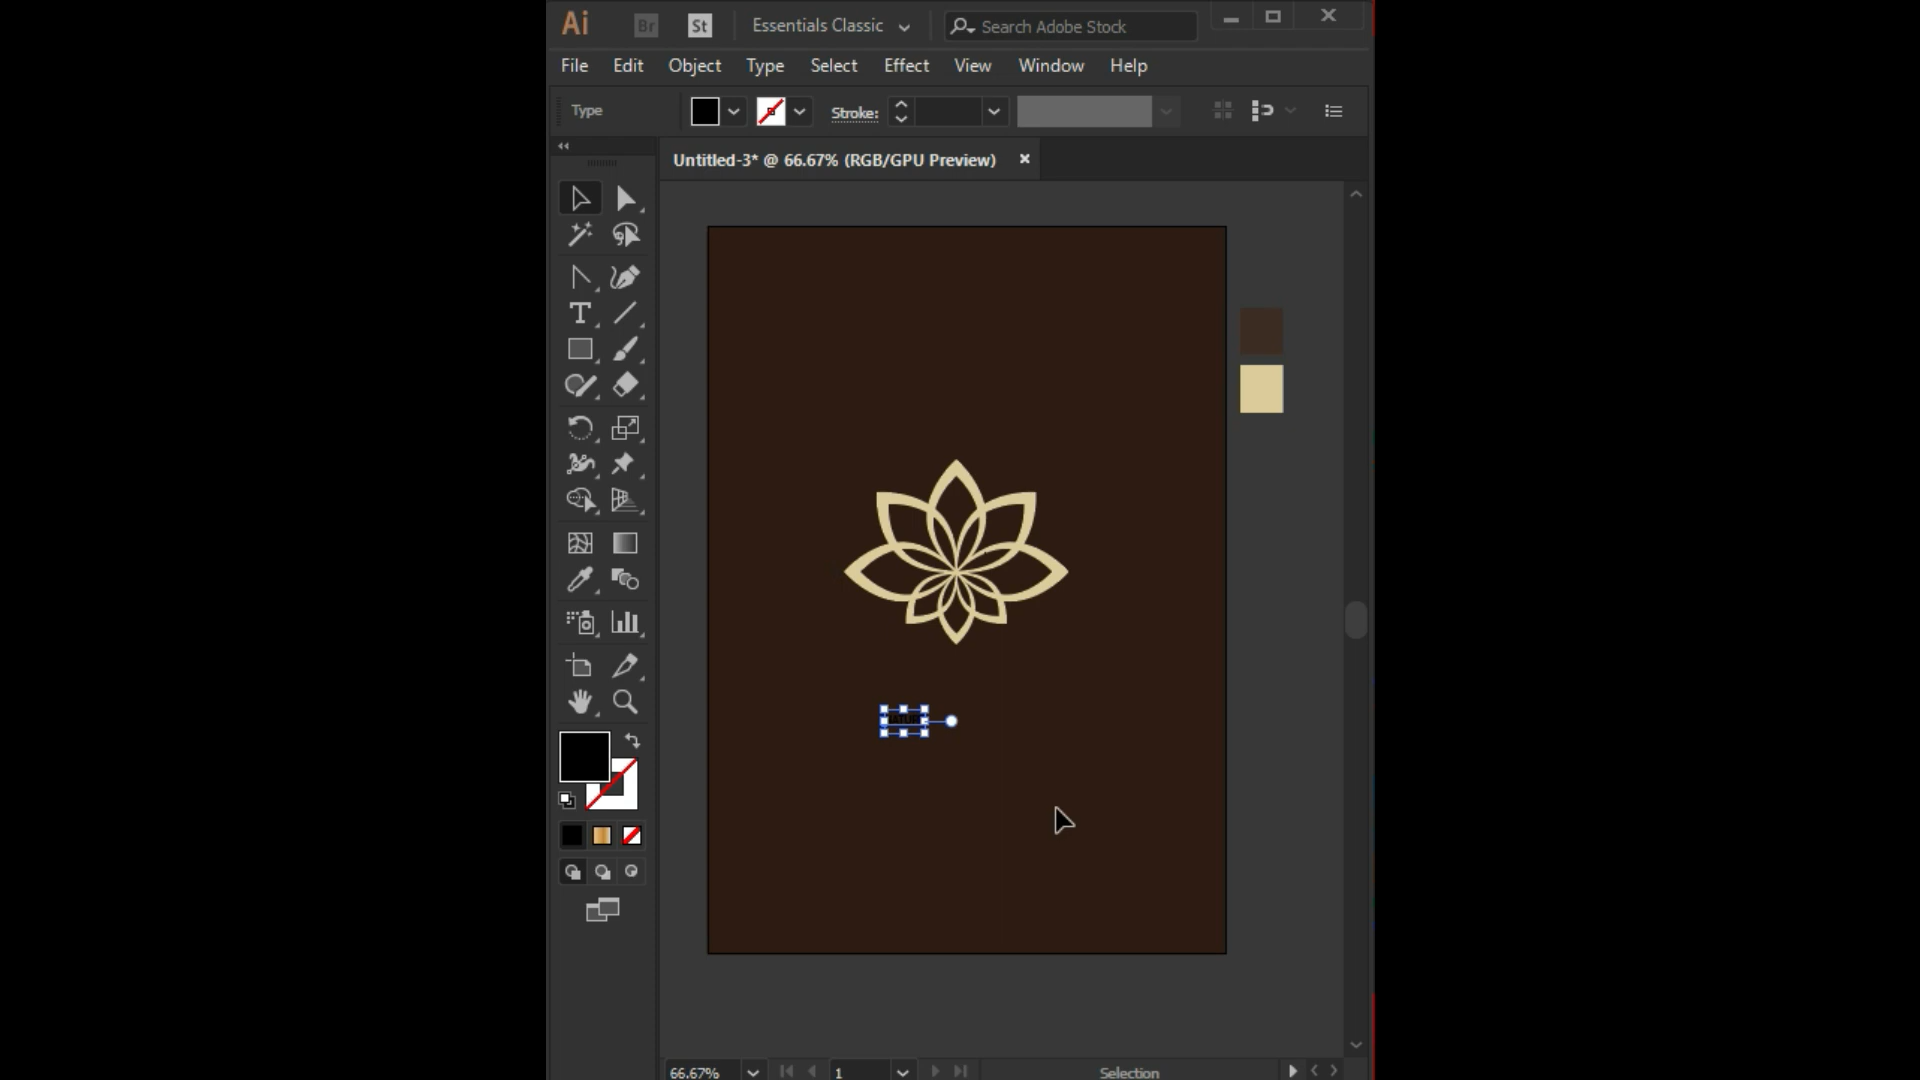 Ai Br St Essentials Classic Search Adobe Stock
File Edit Object Type Select Effect View Window Help
Type Stroke:
Untitled-3* @ 66.67% (RGB/GPU Preview)
66.67% 1 Selection